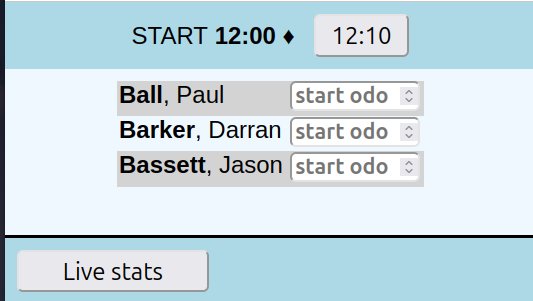 START 12:00 ♦ 12:10
Ball, Paul start odo
Barker, Darran start odo
Bassett, Jason start odo
Live stats